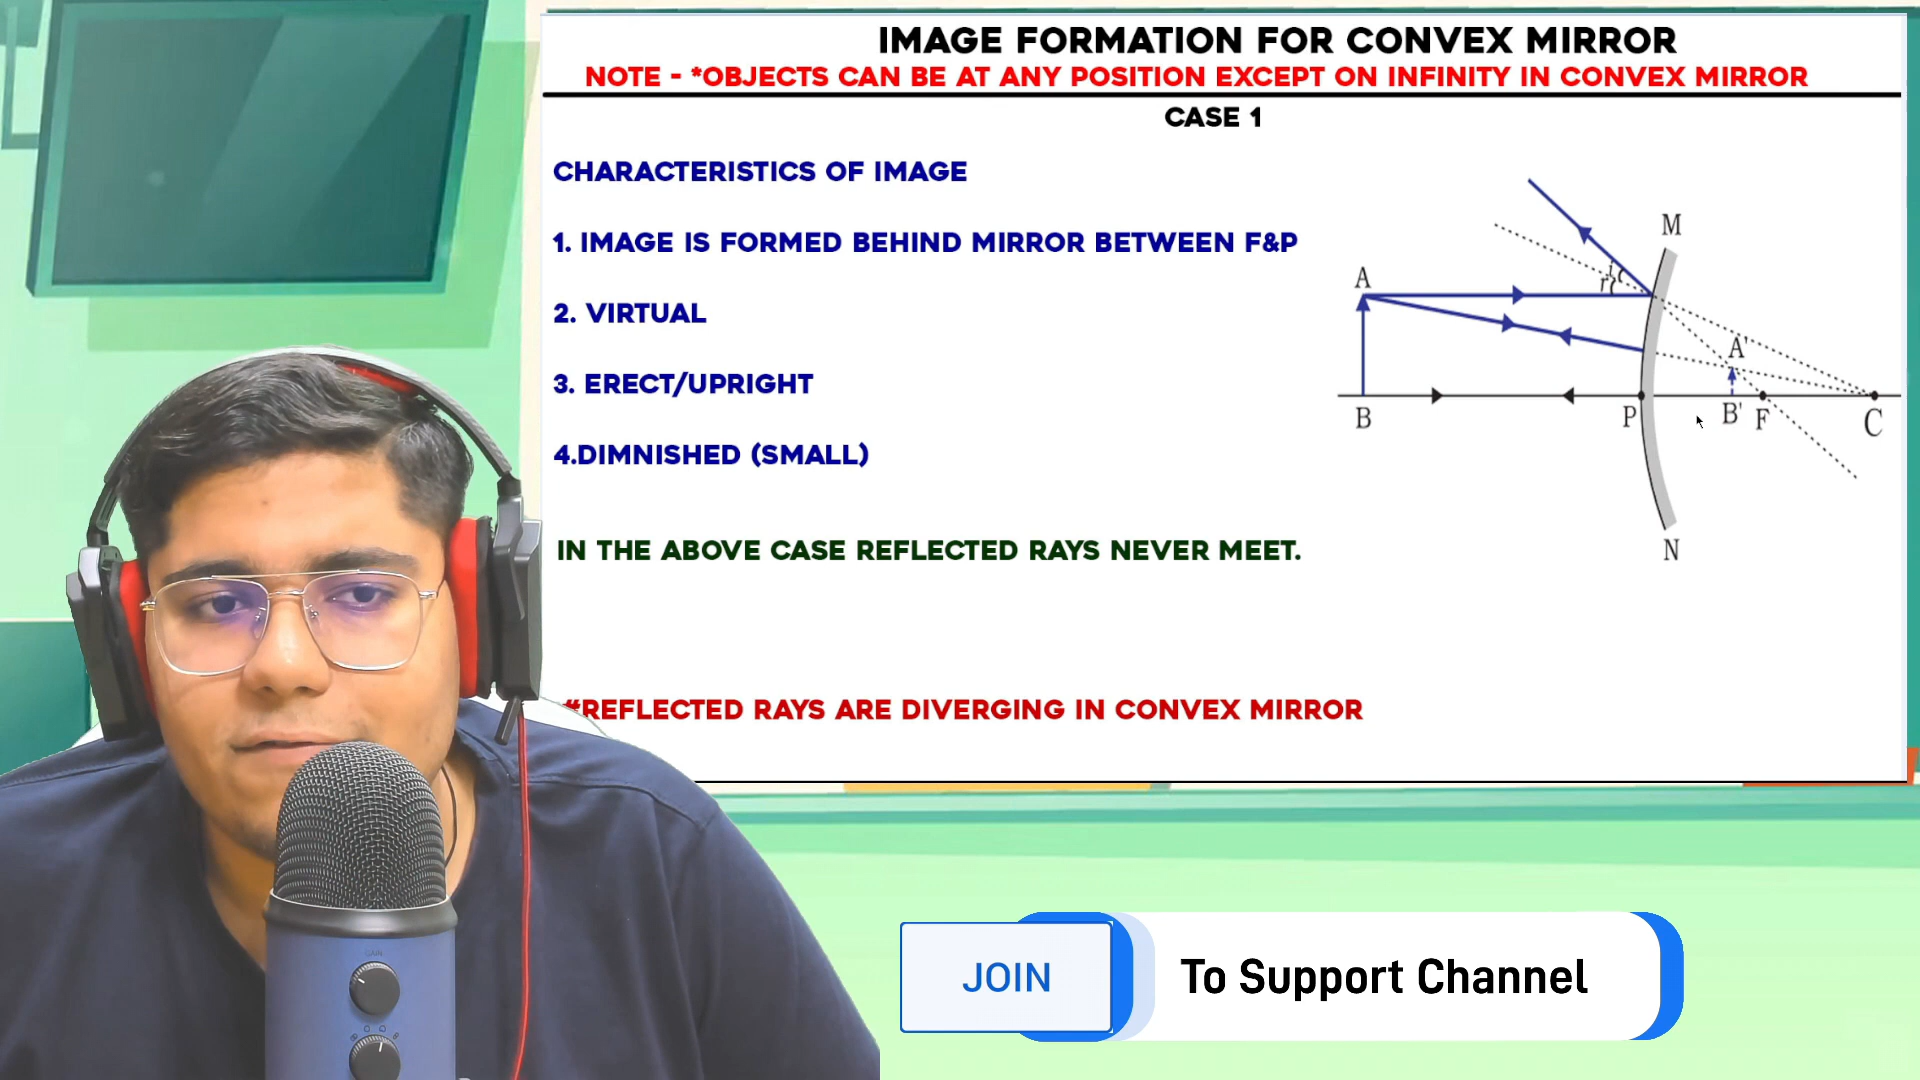 IMAGE FORMATION FOR CONVEX MIRROR
NOTE - *OBJECTS CAN BE AT ANY POSITION EXCEPT ON INFINITY IN CONVEX MIRROR
CASE 1
CHARACTERISTICS OF IMAGE
1. IMAGE IS FORMED BEHIND MIRROR BETWEEN F&P
2. VIRTUAL
3. ERECT/UPRIGHT
4.DIMNISHED (SMALL)
IN THE ABOVE CASE REFLECTED RAYS NEVER MEET.
*REFLECTED RAYS ARE DIVERGING IN CONVEX MIRROR
M
i
r
A
A'
B
P
B'
F
C
N
GAIN
JOIN
To Support Channel